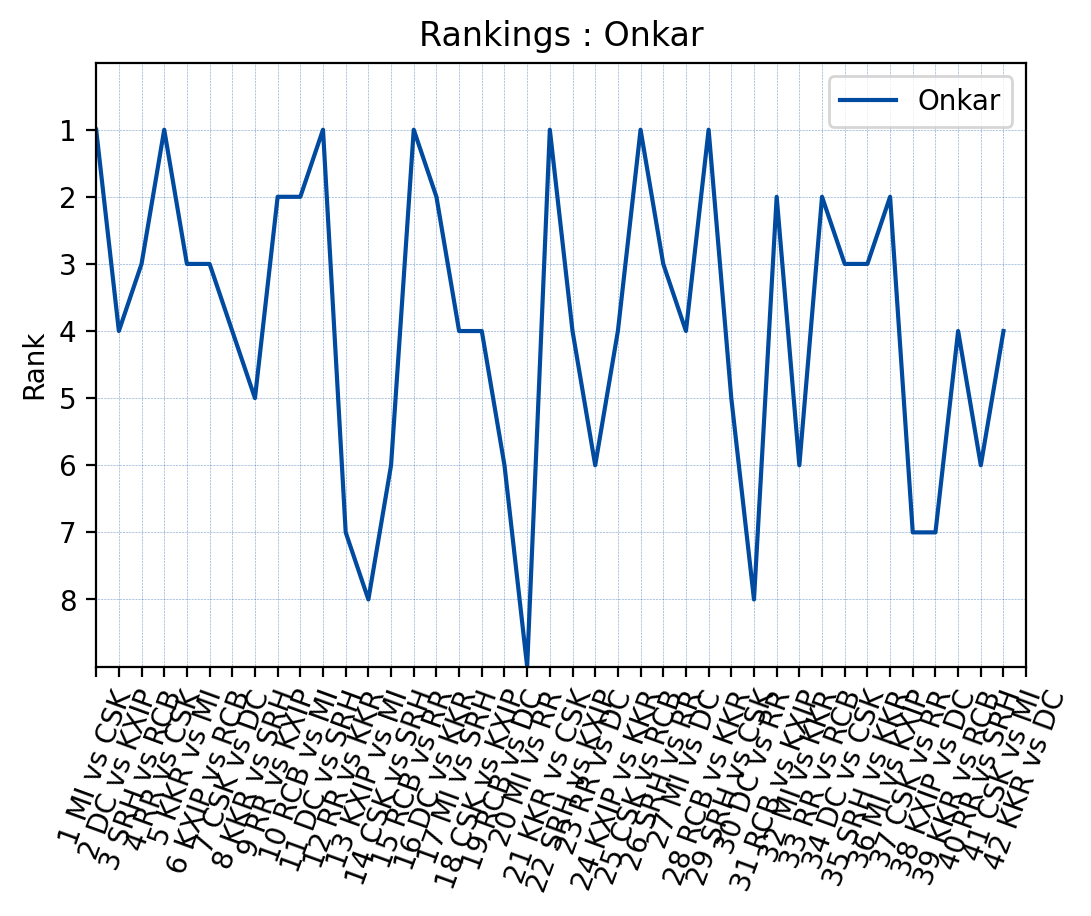 Rankings : Onkar
Onkar
Rank
1
2
3
4
5
6
7
8
1 MI vs CSK
2 DC vs KXIP
3 SRH vs RCB
4 RR vs CSK
5 KKR vs MI
6 KXIP vs RCB
7 CSK vs DC
8 KKR vs SRH
9 RR vs KXIP
10 RCB vs MI
11 DC vs SRH
12 RR vs KKR
13 KXIP vs MI
14 CSK vs SRH
15 RCB vs RR
16 DC vs KKR
17 MI vs SRH
18 CSK vs KXIP
19 RCB vs DC
20 MI vs RR
21 KKR vs CSK
22 SRH vs KXIP
23 RR vs DC
24 KXIP vs KKR
25 CSK vs RCB
26 SRH vs RR
27 MI vs DC
28 RCB vs KKR
29 SRH vs CSK
30 DC vs RR
31 RCB vs KXIP
32 MI vs KKR
33 RR vs RCB
34 DC vs CSK
35 SRH vs KKR
36 MI vs KXIP
37 CSK vs RR
38 KXIP vs DC
39 KKR vs RCB
40 RR vs SRH
41 CSK vs MI
42 KKR vs DC